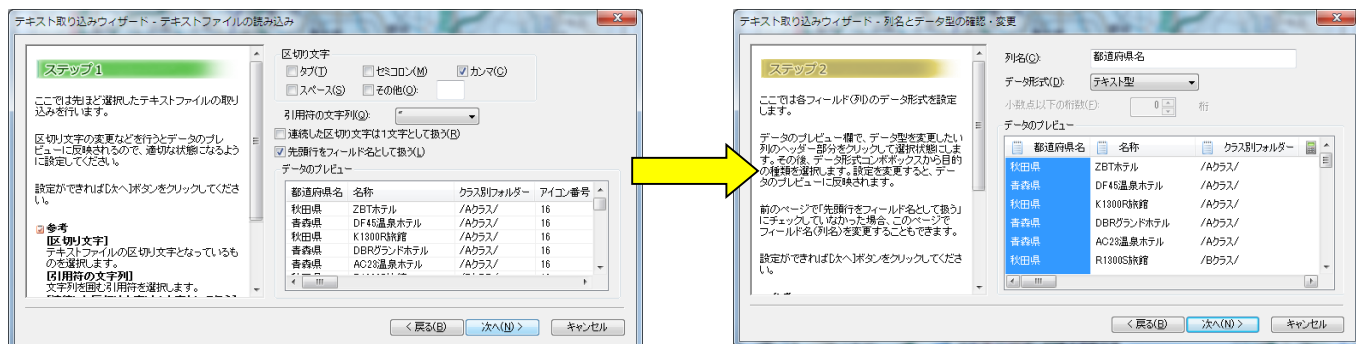 テキスト取り込みウィザード - テキストファイルの読み込み
ステップ1
ここでは先ほど選択したテキストファイルの取り
込みを行います。
区切り文字の変更などを行うとデータのプレ
ビューに反映されるので、適切な状態になるよう
に設定してください。
設定ができれば[次へ]ボタンをクリックしてくださ
い。
参考
[区切り文字]
テキストファイルの区切り文字となっているも
のを選択します。
[引用符の文字列]
文字列を囲む引用符を選択します。
区切り文字
タブ(T) セミコロン(M) カンマ(C)
スペース(S) その他(O):
引用符の文字列(Q): "
連続した区切り文字は1文字として扱う(R)
先頭行をフィールド名として扱う(L)
データのプレビュー
都道府県名 名称 クラス別フォルダー アイコン番号
秋田県 ZBTホテル /Aクラス/ 16
青森県 DF45温泉ホテル /Aクラス/ 16
秋田県 K1300R旅館 /Aクラス/ 16
青森県 DBRグランドホテル /Aクラス/ 16
青森県 AC23温泉ホテル /Aクラス/ 16
< 戻る(B) 次へ(N) > キャンセル
テキスト取り込みウィザード - 列名とデータ型の確認・変更
ステップ2
ここでは各フィールド(列)のデータ形式を設定
します。
データのプレビュー欄で、データ型を変更したい
列のヘッダー部分をクリックして選択状態にしま
す。その後、データ形式コンボボックスから目的
の種類を選択します。設定を変更すると、デー
タのプレビューに反映されます。
前のページで「先頭行をフィールド名として扱う」
にチェックしていなかった場合、このページで
フィールド名(列名)を変更することもできます。
設定ができれば[次へ]ボタンをクリックしてくださ
い。
列名(C): 都道府県名
データ形式(D): テキスト型
小数点以下の桁数(F): 0 桁
データのプレビュー
都道府県名 名称 クラス別フォルダー
秋田県 ZBTホテル /Aクラス/
青森県 DF45温泉ホテル /Aクラス/
秋田県 K1300R旅館 /Aクラス/
青森県 DBRグランドホテル /Aクラス/
青森県 AC23温泉ホテル /Aクラス/
秋田県 R1300S旅館 /Bクラス/
< 戻る(B) 次へ(N) > キャンセル